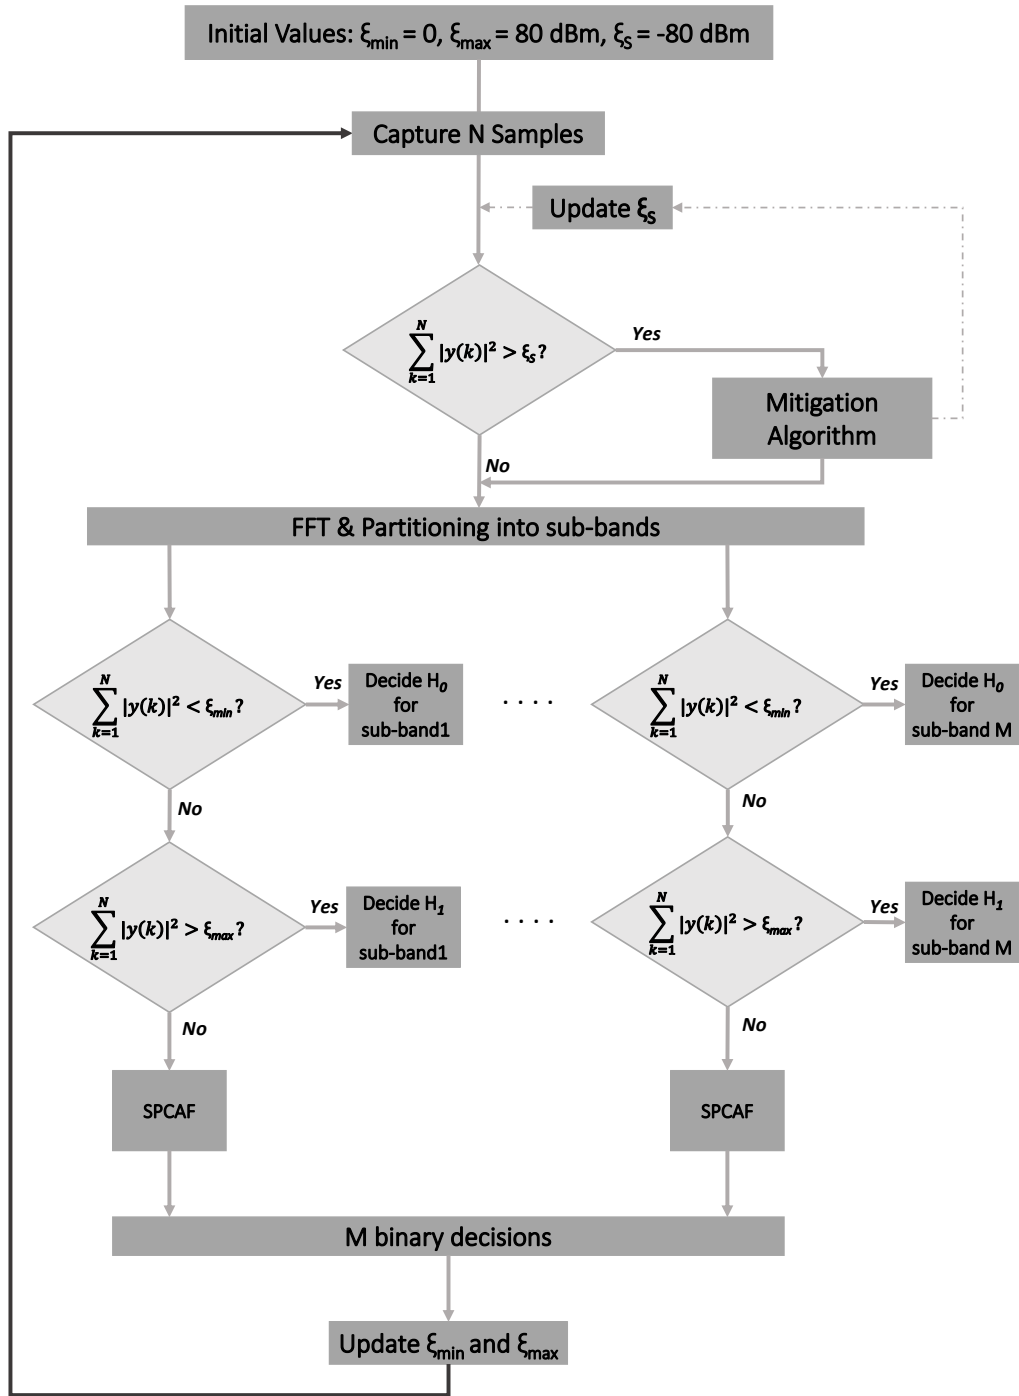 Initial Values: ξmin = 0, ξmax = 80 dBm, ξs = -80 dBm
Capture N Samples
Update ξs
N
∑ |y(k)|² > ξs?
k=1
Yes
Mitigation
Algorithm
No
FFT & Partitioning into sub-bands
N
∑ |y(k)|² < ξmin?
k=1
Yes
Decide H0
for
sub-band1
. . . .
N
∑ |y(k)|² < ξmin?
k=1
Yes
Decide H0
for
sub-band M
No
No
N
∑ |y(k)|² > ξmax?
k=1
Yes
Decide H1
for
sub-band1
. . . .
N
∑ |y(k)|² > ξmax?
k=1
Yes
Decide H1
for
sub-band M
No
No
SPCAF
SPCAF
M binary decisions
Update ξmin and ξmax